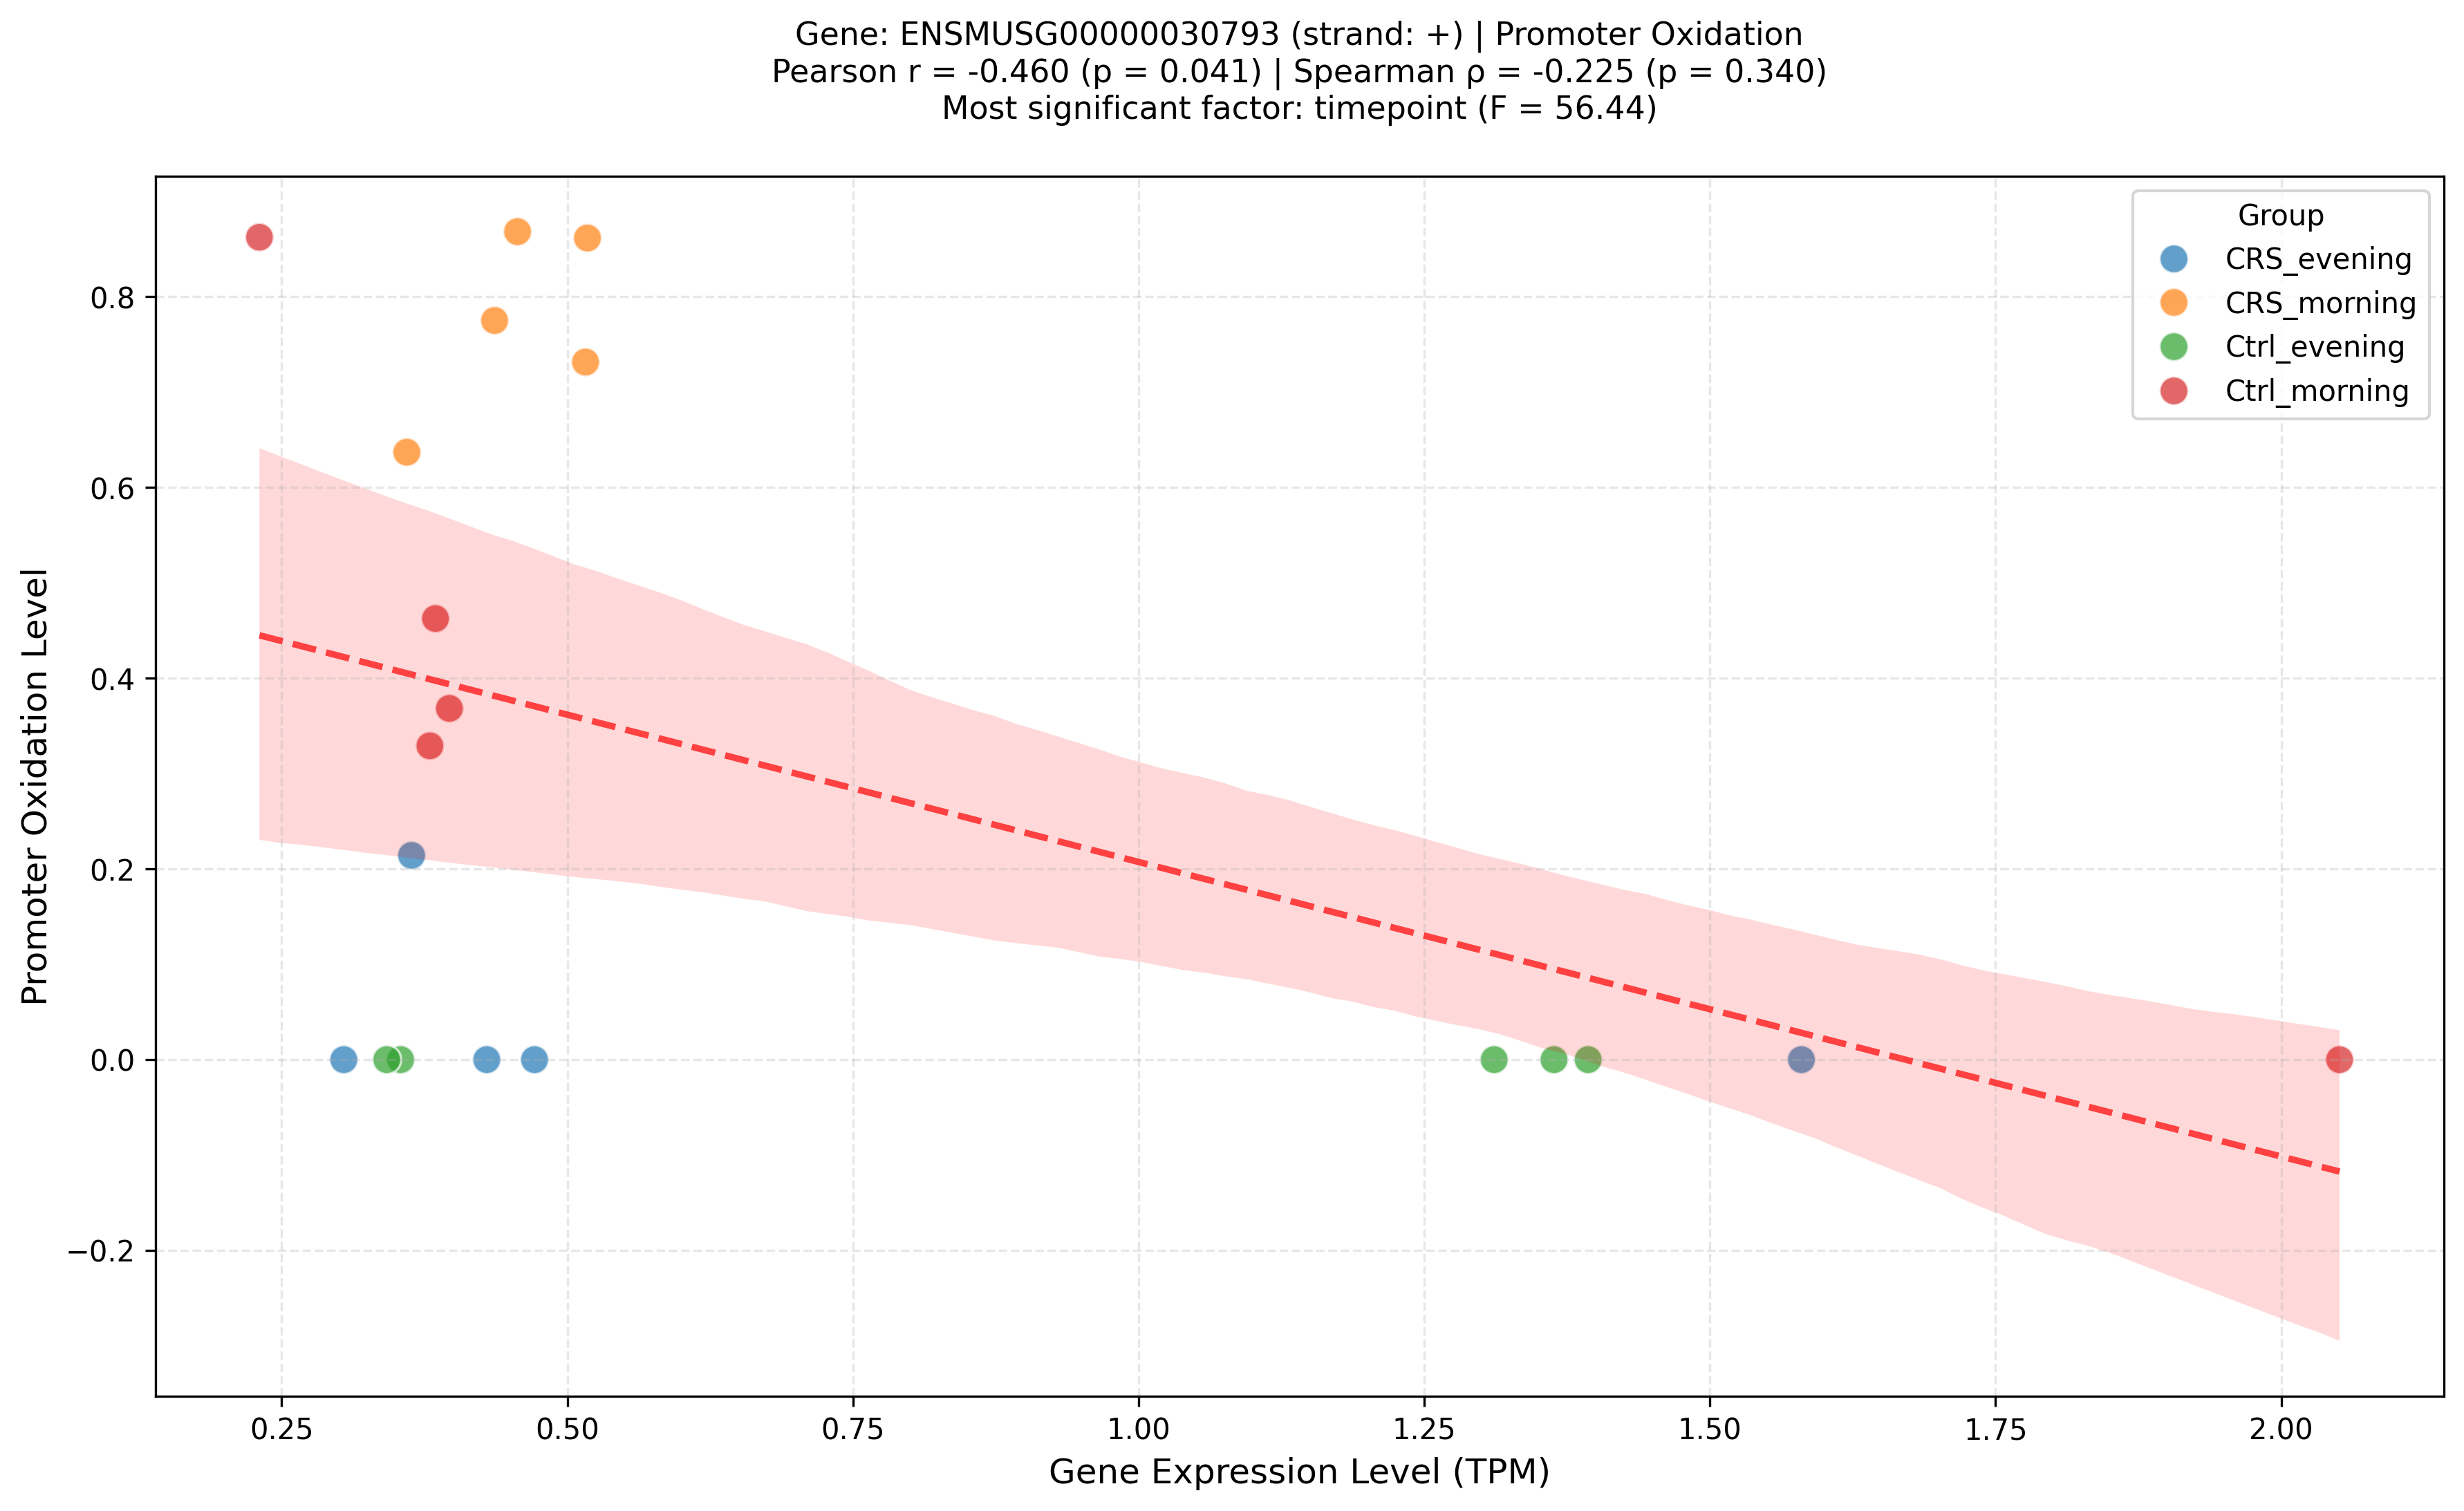 Gene: ENSMUSG00000030793 (strand: +) | Promoter Oxidation
Pearson r = -0.460 (p = 0.041) | Spearman ρ = -0.225 (p = 0.340)
Most significant factor: timepoint (F = 56.44)
Group
CRS_evening
CRS_morning
Ctrl_evening
Ctrl_morning
Promoter Oxidation Level
0.8
0.6
0.4
0.2
0.0
−0.2
0.25 0.50 0.75 1.00 1.25 1.50 1.75 2.00
Gene Expression Level (TPM)